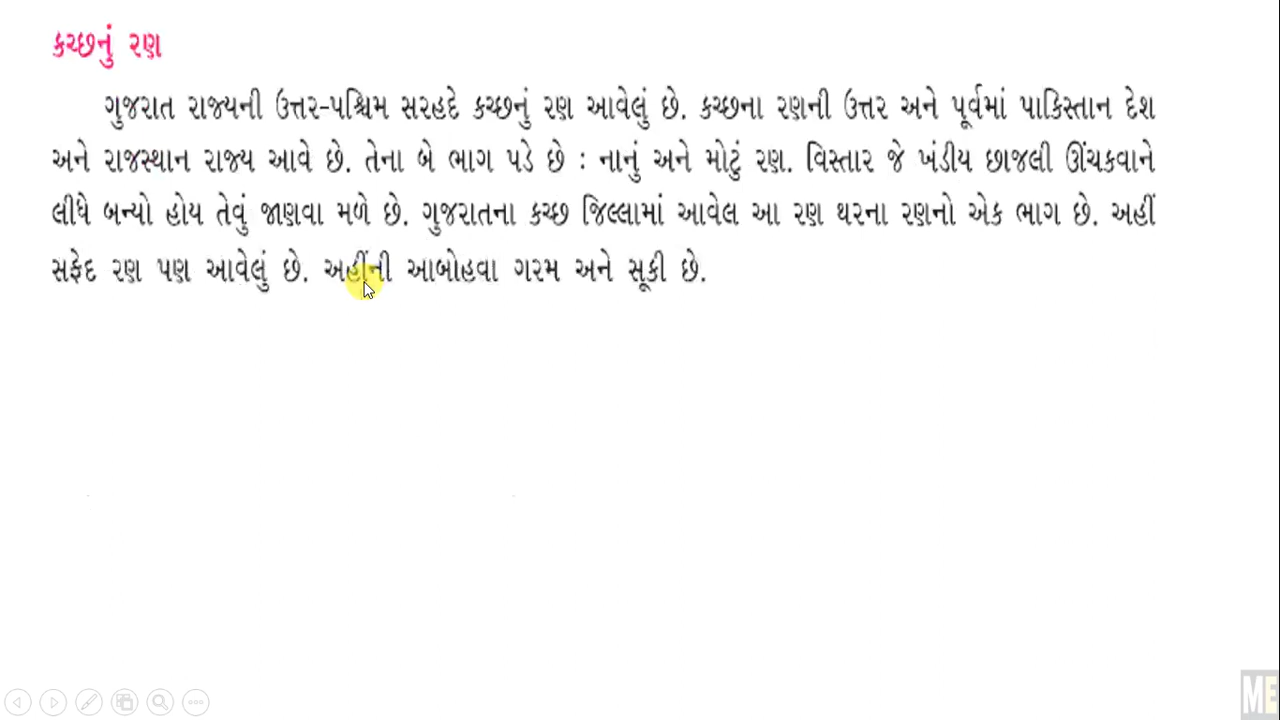 કચ્છનું રણ
ગુજરાત રાજ્યની ઉત્તર-પશ્ચિમ સરહદે કચ્છનું રણ આવેલું છે. કચ્છના રણની ઉત્તર અને પૂર્વમાં પાકિસ્તાન દેશ
અને રાજસ્થાન રાજ્ય આવે છે. તેના બે ભાગ પડે છે : નાનું અને મોટું રણ. વિસ્તાર જે ખંડીય છાજલી ઊંચકવાને
લીધે બન્યો હોય તેવું જાણવા મળે છે. ગુજરાતના કચ્છ જિલ્લામાં આવેલ આ રણ થરના રણનો એક ભાગ છે. અહીં
સફેદ રણ પણ આવેલું છે. અહીંની આબોહવા ગરમ અને સૂકી છે.
ME